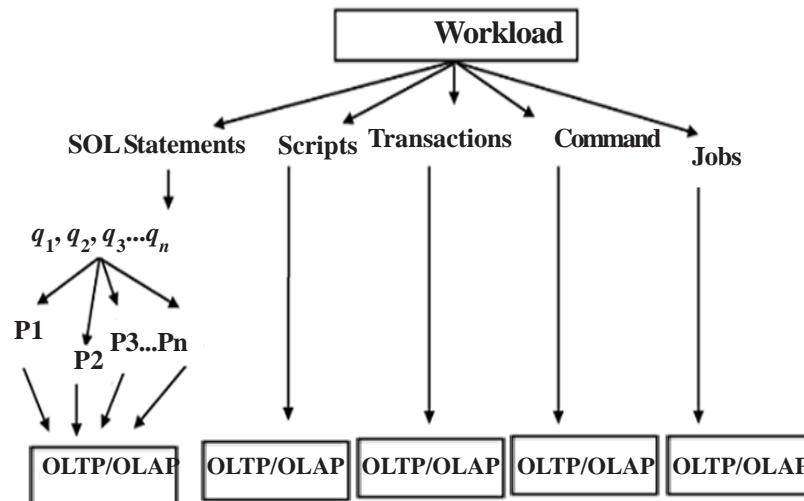 Workload
SOL Statements
Scripts
Transactions
Command
Jobs
q1, q2, q3...qn
P1
P2
P3...Pn
OLTP/OLAP
OLTP/OLAP
OLTP/OLAP
OLTP/OLAP
OLTP/OLAP